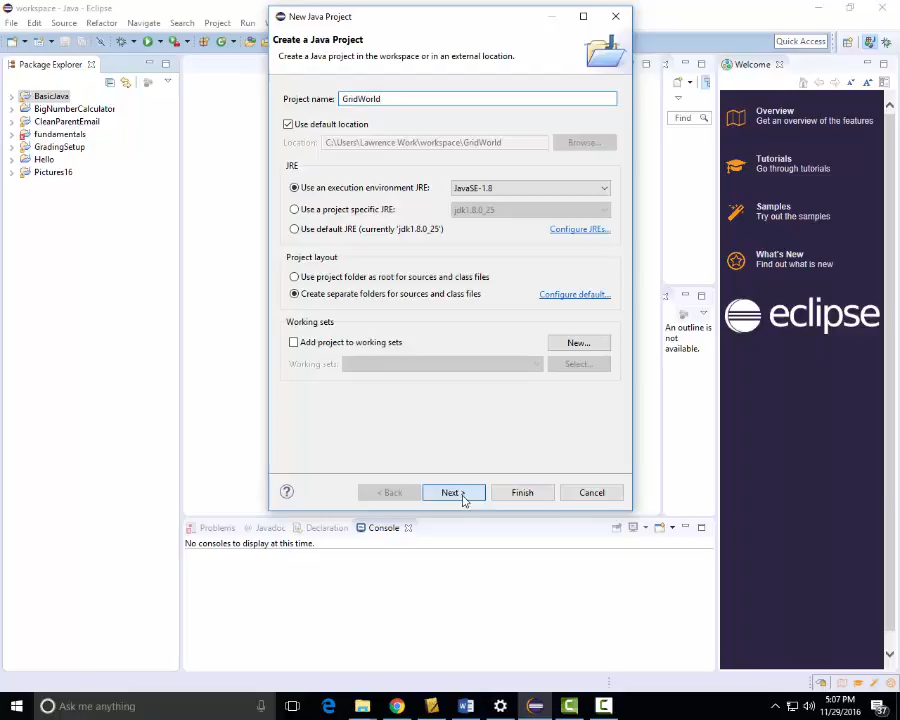 workspace - Java - Eclipse
File Edit Source Refactor Navigate Search Project Run
Quick Access
Package Explorer
BasicJava
BigNumberCalculator
CleanParentEmail
fundamentals
GradingSetup
Hello
Pictures16
New Java Project
Create a Java Project
Create a Java project in the workspace or in an external location.
Project name: GridWorld
Use default location
Location: C:\Users\Lawrence Work\workspace\GridWorld Browse...
JRE
Use an execution environment JRE: JavaSE-1.8
Use a project specific JRE: jdk1.8.0_25
Use default JRE (currently 'jdk1.8.0_25') Configure JREs...
Project layout
Use project folder as root for sources and class files
Create separate folders for sources and class files Configure default...
Working sets
Add project to working sets New...
Working sets: Select...
< Back Next > Finish Cancel
Find
An outline is not available.
Welcome
Overview
Get an overview of the features
Tutorials
Go through tutorials
Samples
Try out the samples
What's New
Find out what is new
eclipse
Problems Javadoc Declaration Console
No consoles to display at this time.
Ask me anything
5:07 PM
11/29/2016
37